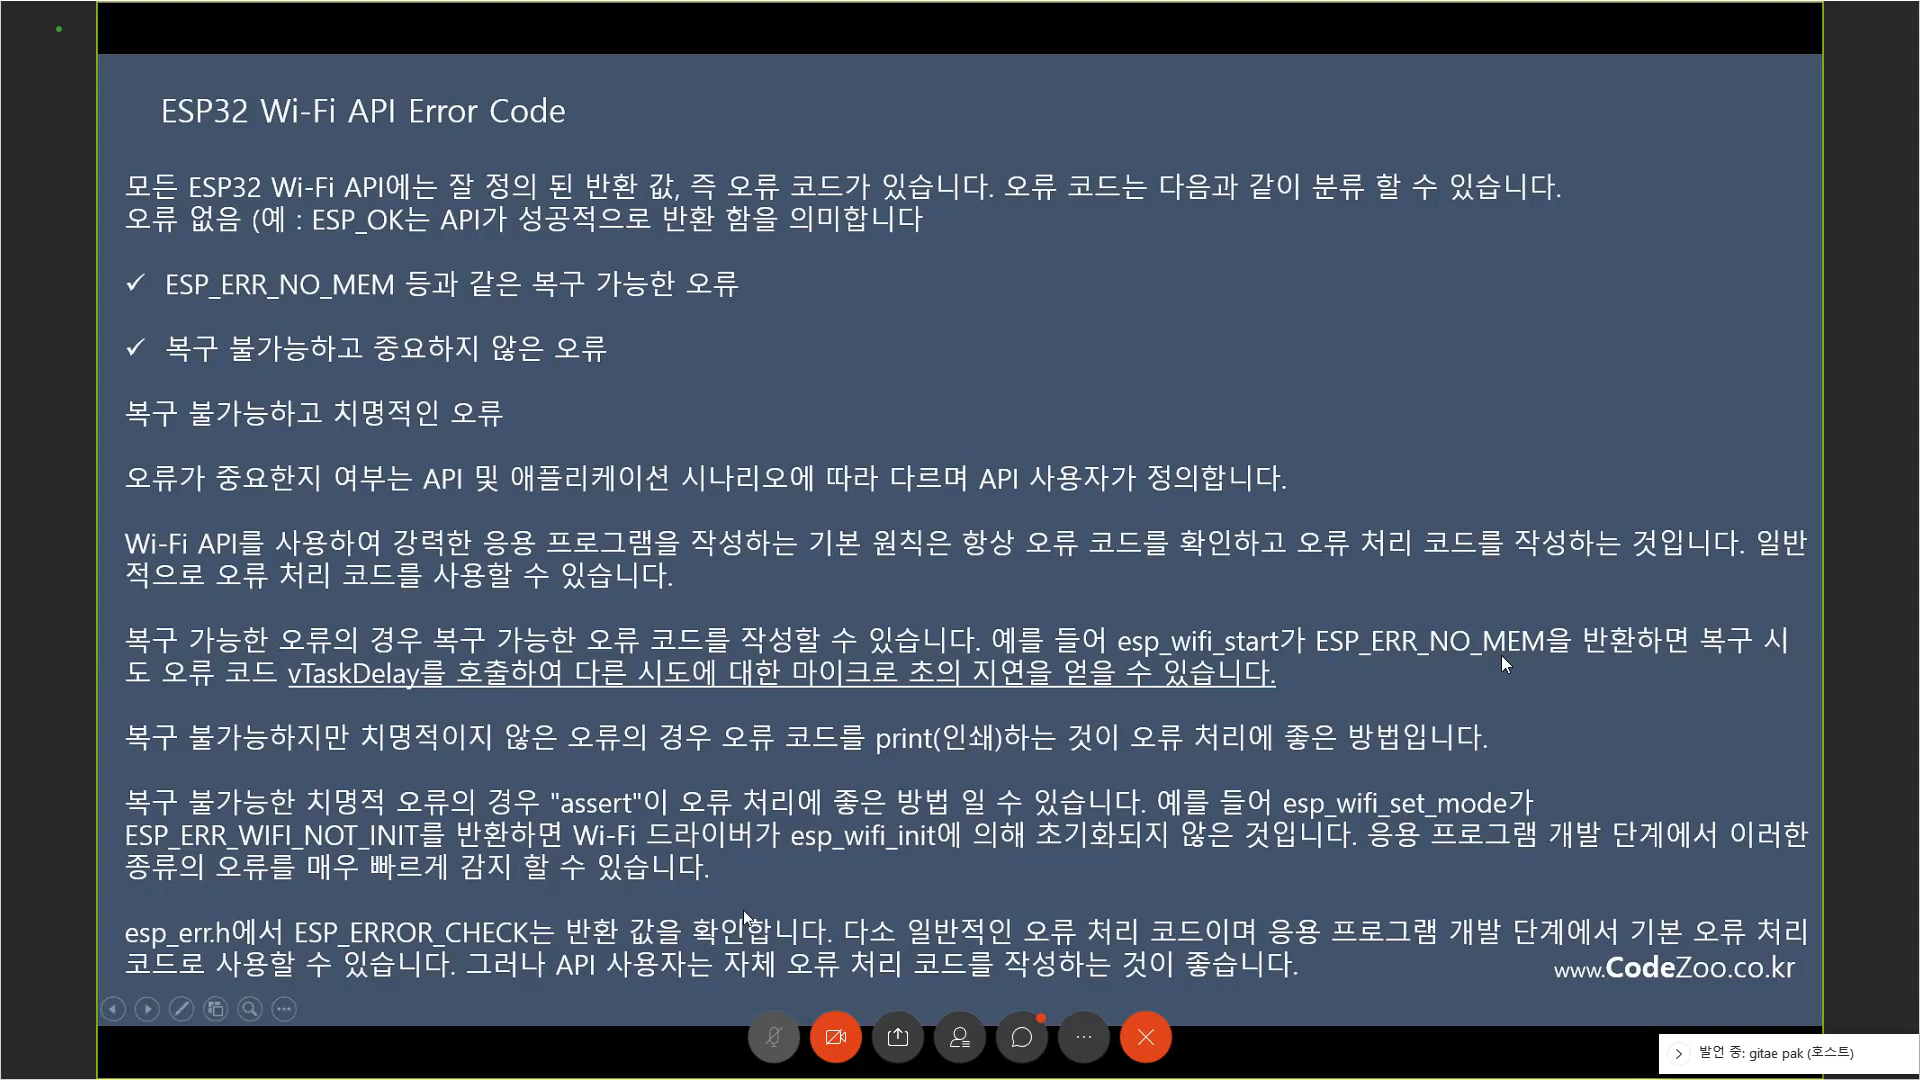 ESP32 Wi-Fi API Error Code
모든 ESP32 Wi-Fi API에는 잘 정의 된 반환 값, 즉 오류 코드가 있습니다. 오류 코드는 다음과 같이 분류 할 수 있습니다.
오류 없음 (예 : ESP_OK는 API가 성공적으로 반환 함을 의미합니다
✓ ESP_ERR_NO_MEM 등과 같은 복구 가능한 오류
✓ 복구 불가능하고 중요하지 않은 오류
복구 불가능하고 치명적인 오류
오류가 중요한지 여부는 API 및 애플리케이션 시나리오에 따라 다르며 API 사용자가 정의합니다.
Wi-Fi API를 사용하여 강력한 응용 프로그램을 작성하는 기본 원칙은 항상 오류 코드를 확인하고 오류 처리 코드를 작성하는 것입니다. 일반
적으로 오류 처리 코드를 사용할 수 있습니다.
복구 가능한 오류의 경우 복구 가능한 오류 코드를 작성할 수 있습니다. 예를 들어 esp_wifi_start가 ESP_ERR_NO_MEM을 반환하면 복구 시
도 오류 코드 vTaskDelay를 호출하여 다른 시도에 대한 마이크로 초의 지연을 얻을 수 있습니다.
복구 불가능하지만 치명적이지 않은 오류의 경우 오류 코드를 print(인쇄)하는 것이 오류 처리에 좋은 방법입니다.
복구 불가능한 치명적 오류의 경우 "assert"이 오류 처리에 좋은 방법 일 수 있습니다. 예를 들어 esp_wifi_set_mode가
ESP_ERR_WIFI_NOT_INIT를 반환하면 Wi-Fi 드라이버가 esp_wifi_init에 의해 초기화되지 않은 것입니다. 응용 프로그램 개발 단계에서 이러한
종류의 오류를 매우 빠르게 감지 할 수 있습니다.
esp_err.h에서 ESP_ERROR_CHECK는 반환 값을 확인합니다. 다소 일반적인 오류 처리 코드이며 응용 프로그램 개발 단계에서 기본 오류 처리
코드로 사용할 수 있습니다. 그러나 API 사용자는 자체 오류 처리 코드를 작성하는 것이 좋습니다.
www.CodeZoo.co.kr
발언 중: gitae pak (호스트)